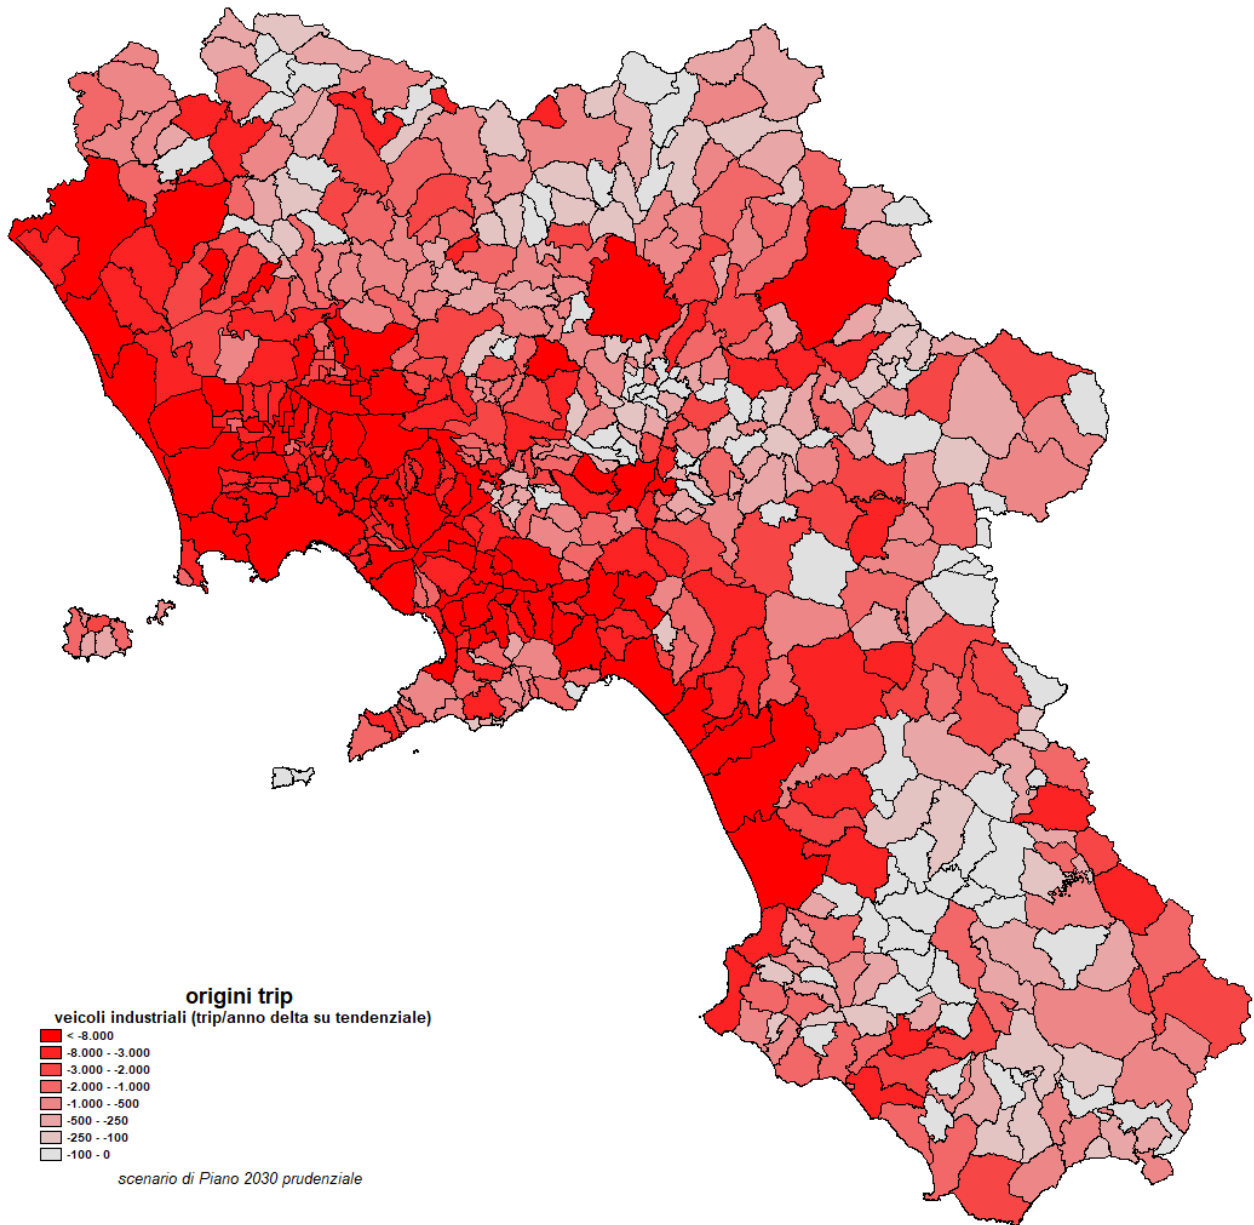 origini trip
veicoli industriali (trip/anno delta su tendenziale)
< -8.000
-8.000 - -3.000
-3.000 - -2.000
-2.000 - -1.000
-1.000 - -500
-500 - -250
-250 - -100
-100 - 0
scenario di Piano 2030 prudenziale